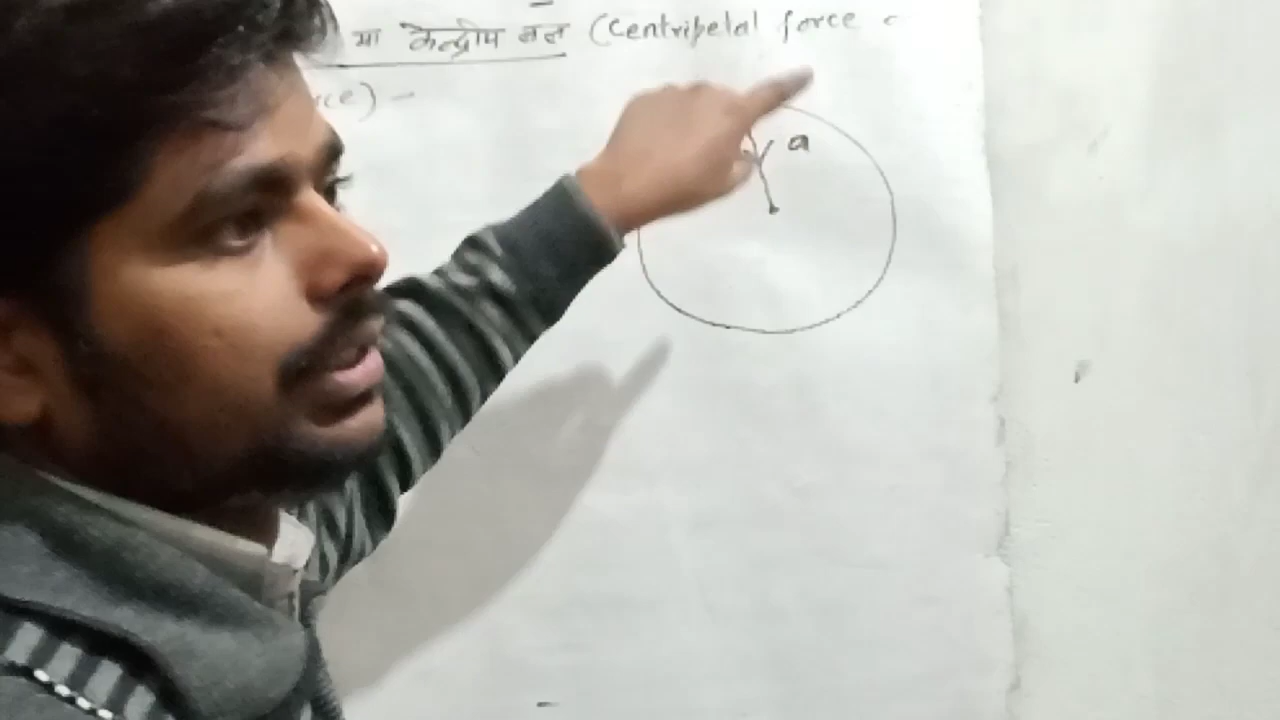 या केन्द्रीय बल (Centripetal force
rce) -
a